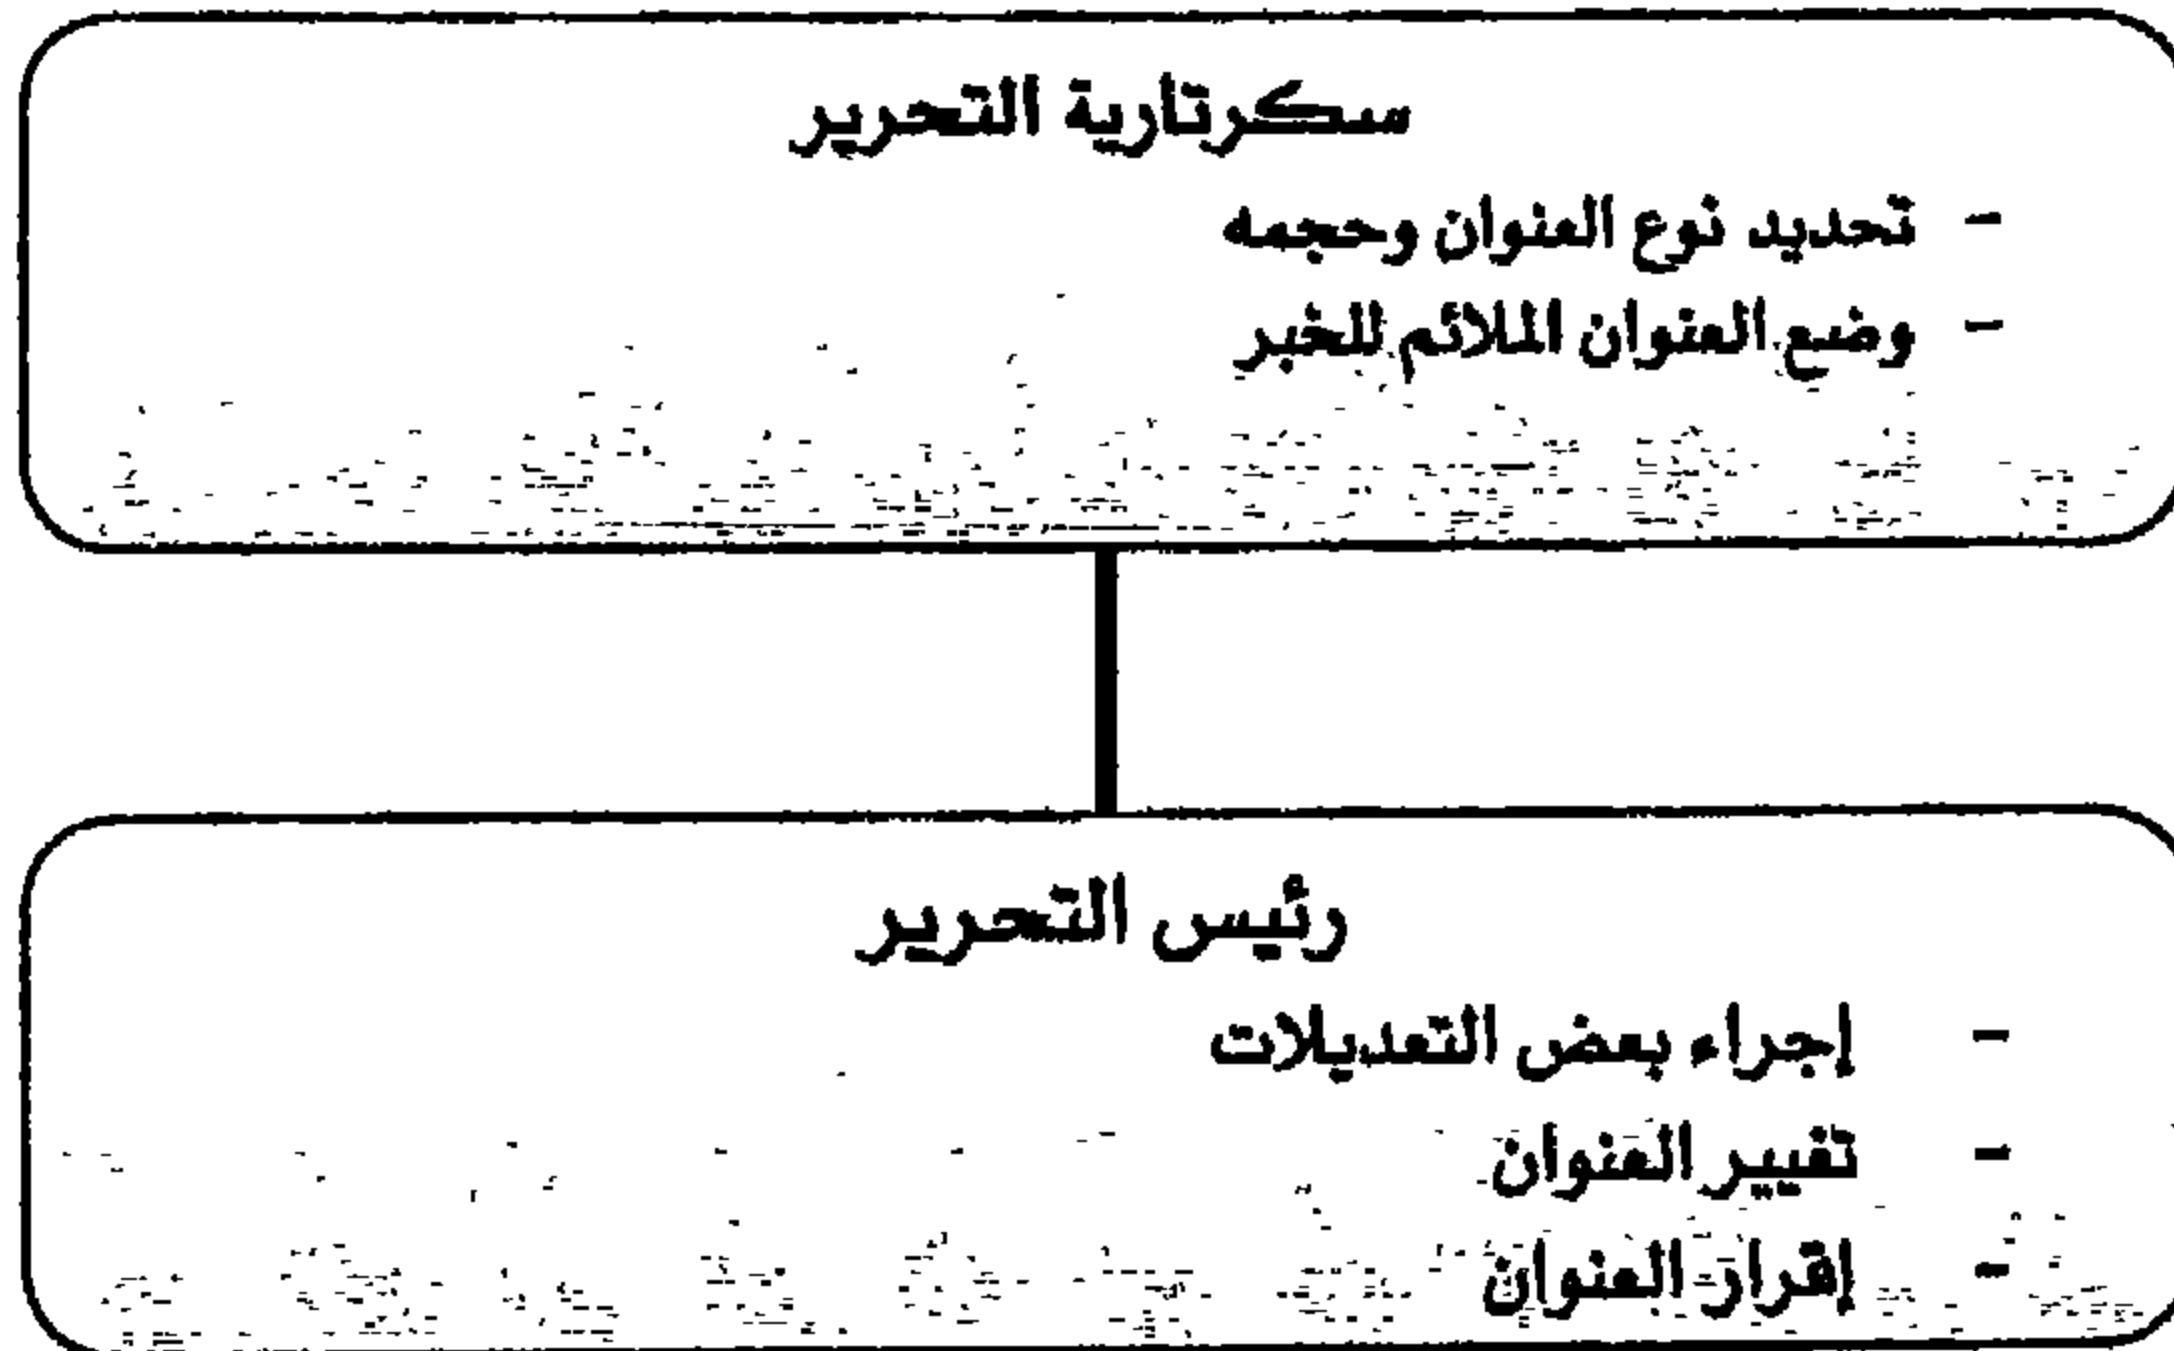 سكرتارية التحرير
- تحديد نوع العنوان وحجمه
- وضع العنوان الملائم للخبر
رئيس التحرير
- إجراء بعض التعديلات
- تغيير العنوان
- إقرار العنوان